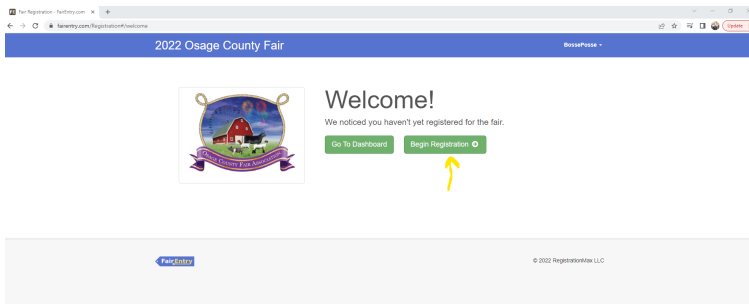 Fair Registration - FairEntry.com
fairentry.com/Registration#/welcome
Update
2022 Osage County Fair
BossePosse
OSAGE COUNTY FAIR ASSOCIATION
Welcome!
We noticed you haven't yet registered for the fair.
Go To Dashboard
Begin Registration
FairEntry
© 2022 RegistrationMax LLC